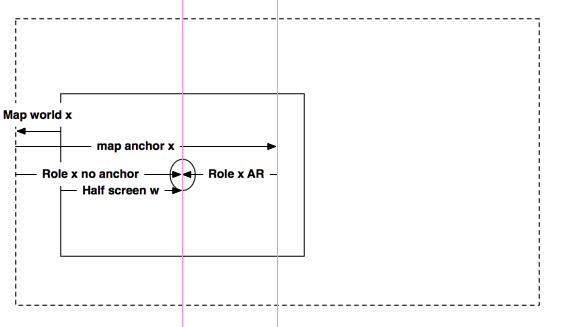 Map world x
map anchor x
Role x no anchor
Role x AR
Half screen w